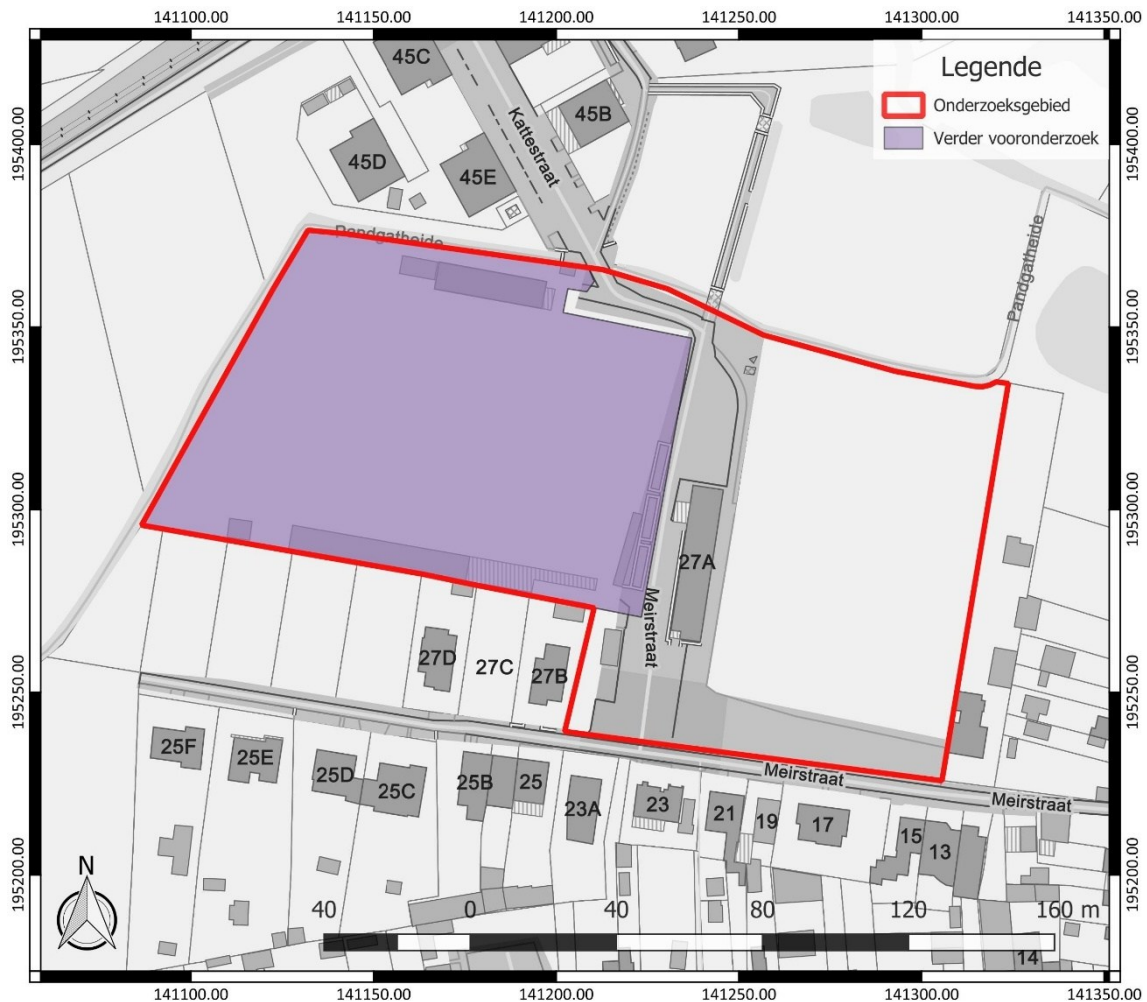 141100.00 141150.00 141200.00 141250.00 141300.00 141350.00
Legende
Onderzoeksgebied
Verder vooronderzoek
195400.00
195350.00
195300.00
195250.00
195200.00
195400.00
195350.00
195300.00
195250.00
195200.00
45C
45B
Kattestraat
45D
45E
Pandgatheide
Pandgatheide
27A
Meirstraat
27D
27C
27B
25F
25E
25D
25C
25B
25
23A
23
21
19
17
15
13
Meirstraat
Meirstraat
N
40 0 40 80 120 160 m
14
141100.00 141150.00 141200.00 141250.00 141300.00 141350.00